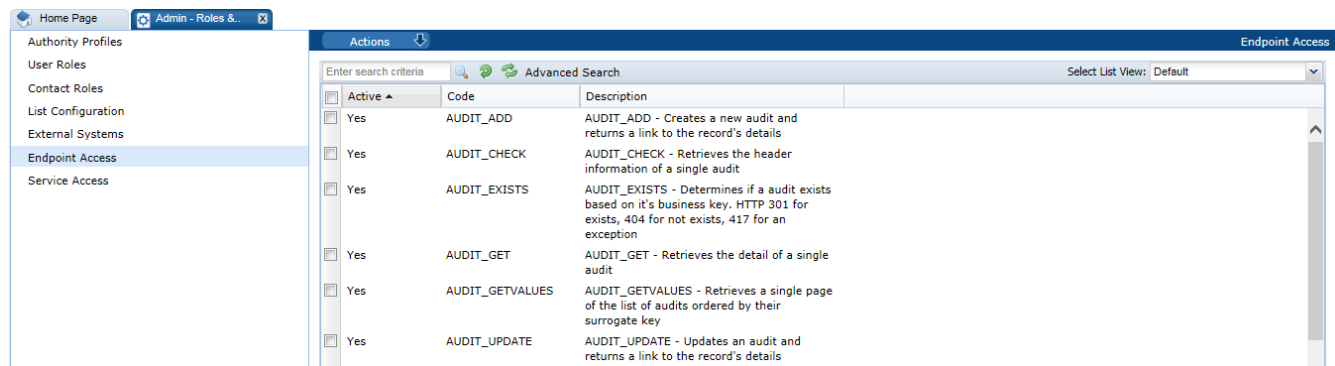 Home Page
Admin - Roles &..
Authority Profiles
User Roles
Contact Roles
List Configuration
External Systems
Endpoint Access
Service Access
Actions
Endpoint Access
Enter search criteria
Advanced Search
Select List View: Default
Active
Code
Description
Yes AUDIT_ADD AUDIT_ADD - Creates a new audit and
returns a link to the record's details
Yes AUDIT_CHECK AUDIT_CHECK - Retrieves the header
information of a single audit
Yes AUDIT_EXISTS AUDIT_EXISTS - Determines if a audit exists
based on it's business key. HTTP 301 for
exists, 404 for not exists, 417 for an
exception
Yes AUDIT_GET AUDIT_GET - Retrieves the detail of a single
audit
Yes AUDIT_GETVALUES AUDIT_GETVALUES - Retrieves a single page
of the list of audits ordered by their
surrogate key
Yes AUDIT_UPDATE AUDIT_UPDATE - Updates an audit and
returns a link to the record's details